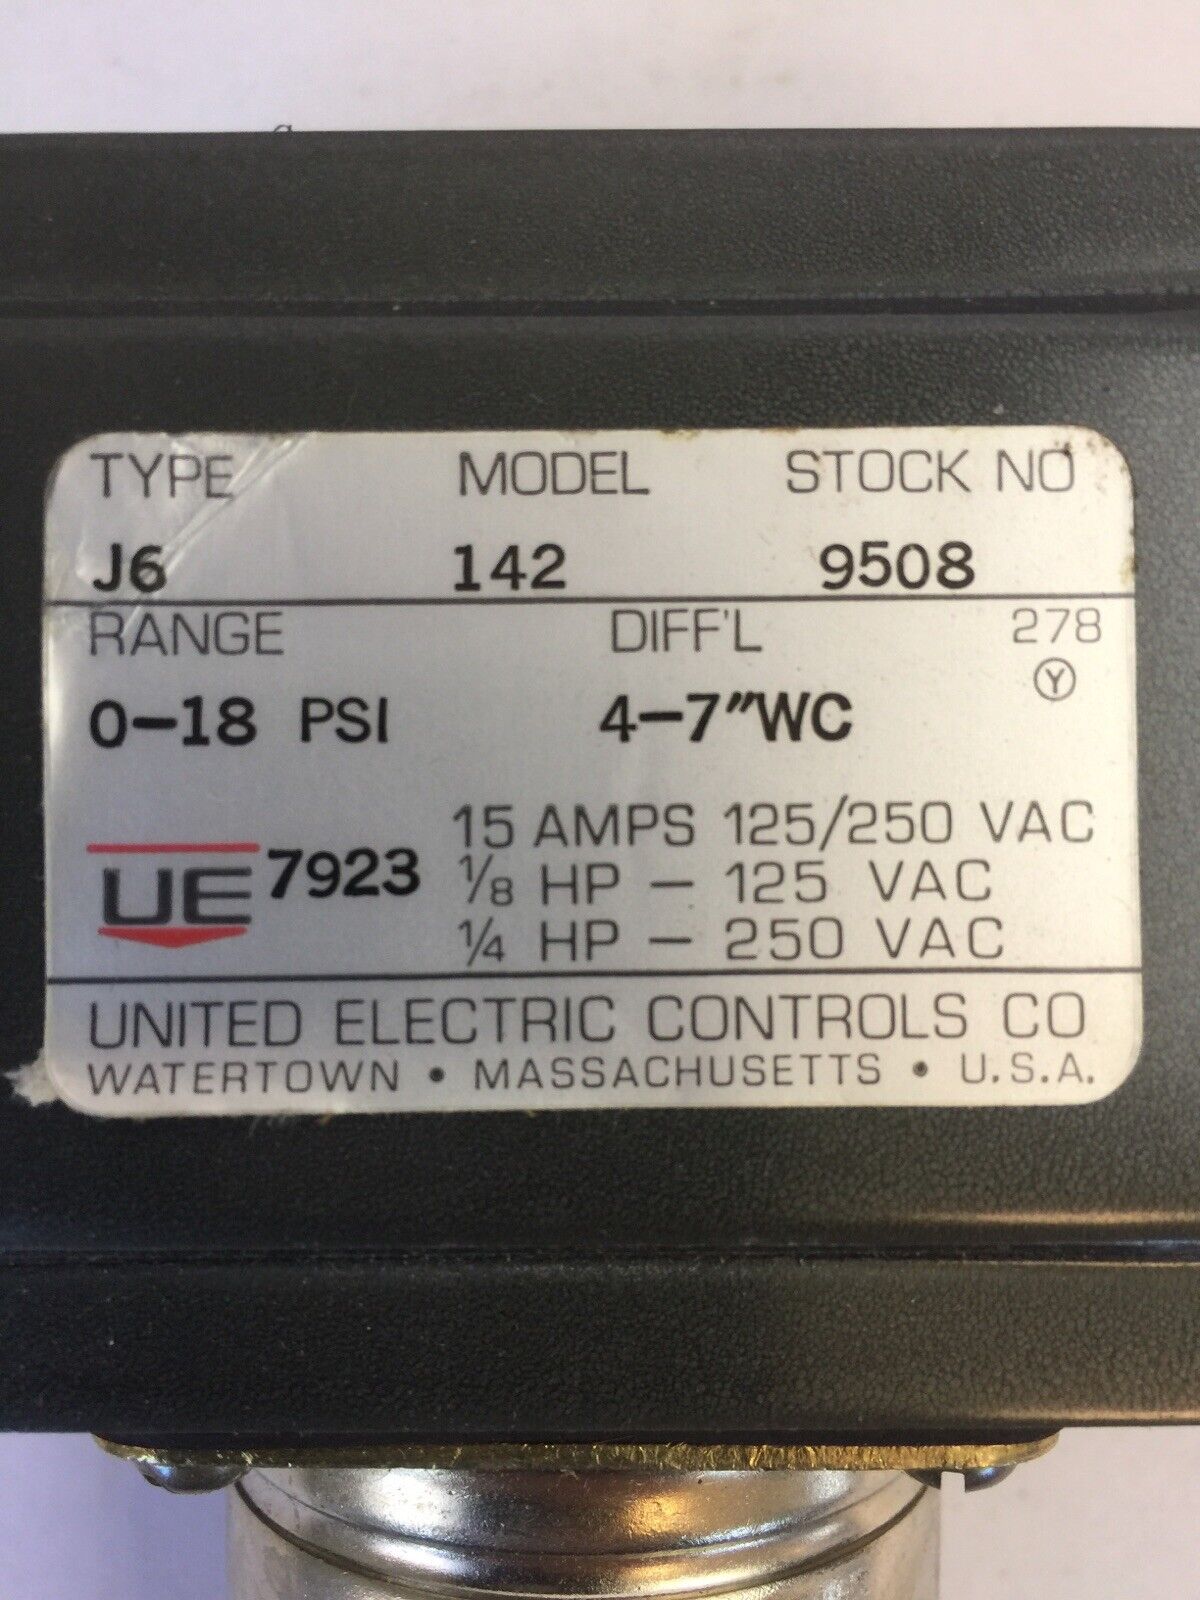 TYPE MODEL STOCK NO
J6 142 9508
RANGE DIFF'L 278
0-18 PSI 4-7"WC Y
15 AMPS 125/250 VAC
UE 7923 1/8 HP - 125 VAC
1/4 HP - 250 VAC
UNITED ELECTRIC CONTROLS CO
WATERTOWN • MASSACHUSETTS • U.S.A.